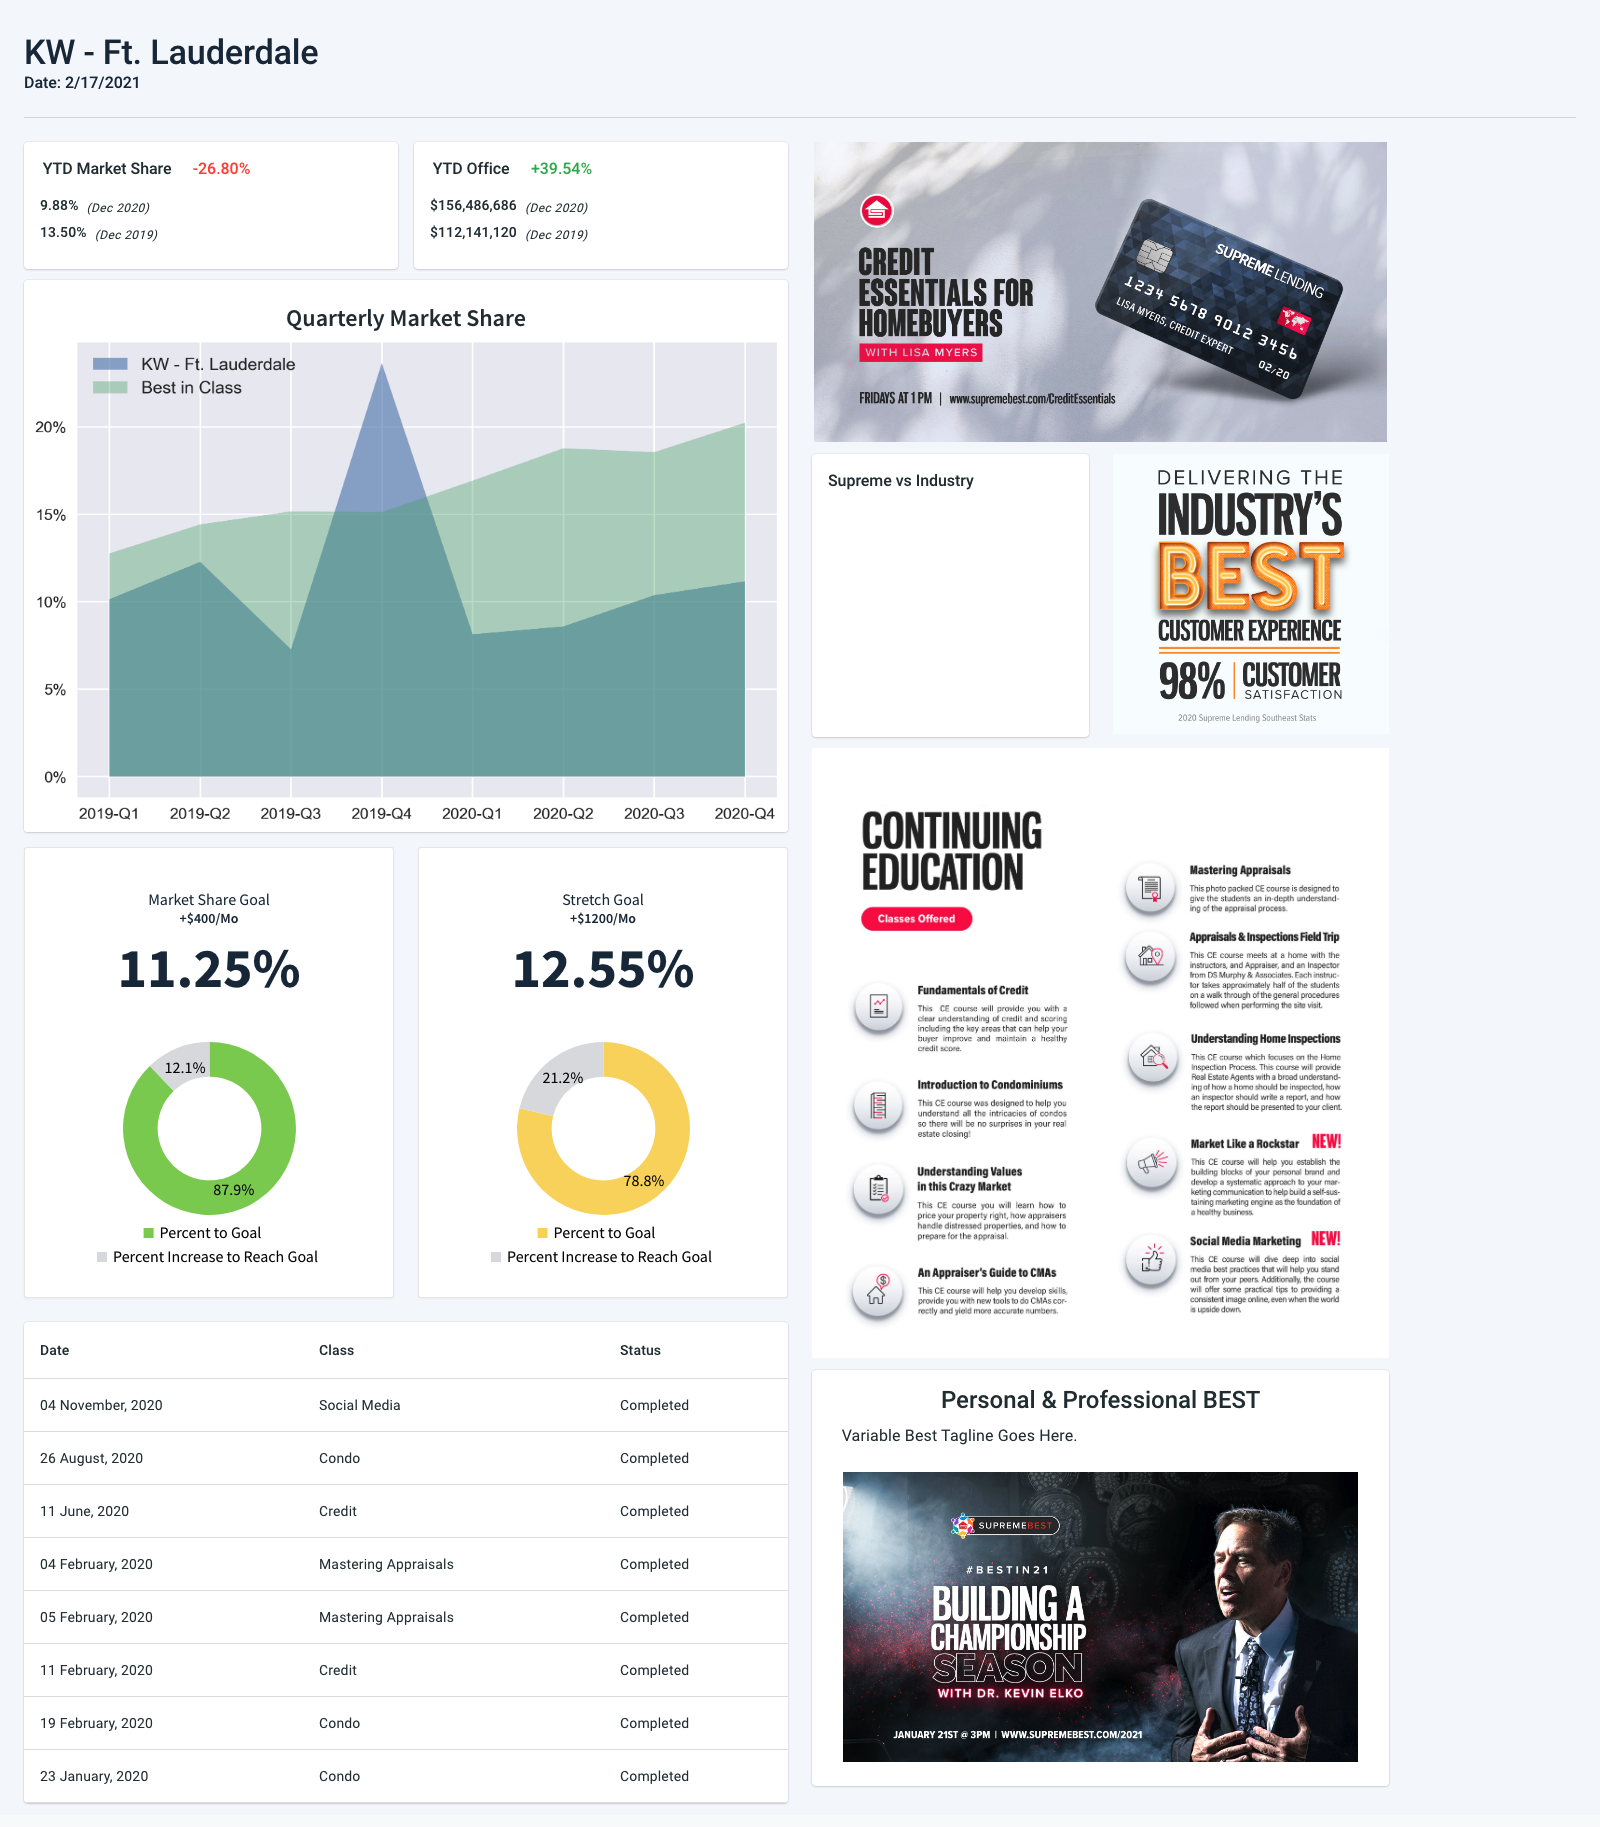 KW - Ft. Lauderdale
Date: 2/17/2021
YTD Market Share -26.80%
9.88% (Dec 2020)
13.50% (Dec 2019)
YTD Office +39.54%
$156,486,686 (Dec 2020)
$112,141,120 (Dec 2019)
Quarterly Market Share
KW - Ft. Lauderdale
Best in Class
20%
15%
10%
5%
0%
2019-Q1 2019-Q2 2019-Q3 2019-Q4 2020-Q1 2020-Q2 2020-Q3 2020-Q4
Market Share Goal
+$400/Mo
11.25%
12.1%
87.9%
Percent to Goal
Percent Increase to Reach Goal
Stretch Goal
+$1200/Mo
12.55%
21.2%
78.8%
Percent to Goal
Percent Increase to Reach Goal
Date Class Status
04 November, 2020 Social Media Completed
26 August, 2020 Condo Completed
11 June, 2020 Credit Completed
04 February, 2020 Mastering Appraisals Completed
05 February, 2020 Mastering Appraisals Completed
11 February, 2020 Credit Completed
19 February, 2020 Condo Completed
23 January, 2020 Condo Completed
CREDIT
ESSENTIALS FOR
HOMEBUYERS
WITH LISA MYERS
FRIDAYS AT 1 PM | www.supremebest.com/CreditEssentials
SUPREME LENDING
1234 5678 9012 3456
LISA MYERS, CREDIT EXPERT
02/20
Supreme vs Industry
DELIVERING THE
INDUSTRY'S
BEST
CUSTOMER EXPERIENCE
98% | CUSTOMER
SATISFACTION
2020 Supreme Lending Southeast Stats
CONTINUING
EDUCATION
Classes Offered
Fundamentals of Credit
This CE course will provide you with a
clear understanding of credit and scoring
including the key areas that can help your
buyer improve and maintain a healthy
credit score.
Introduction to Condominiums
This CE course was designed to help you
understand all the intricacies of condos
so there will be no surprises in your real
estate closing!
Understanding Values
in this Crazy Market
This CE course you will learn how to
price your property right, how appraisers
handle distressed properties, and how to
prepare for the appraisal.
An Appraiser's Guide to CMAs
This CE course will help you develop skills,
provide you with new tools to do CMAs cor-
rectly and yield more accurate numbers.
Mastering Appraisals
This photo packed CE course is designed to
give the students an in-depth understand-
ing of the appraisal process.
Appraisals & Inspections Field Trip
This CE course meets at a home with the
instructors, and Appraiser, and an Inspector
from DS Murphy & Associates. Each instruc-
tor takes approximately half of the students
on a walk through of the general procedures
followed when performing the site visit.
Understanding Home Inspections
This CE course which focuses on the Home
Inspection Process. This course will provide
Real Estate Agents with a broad understand-
ing of how a home should be inspected, how
an inspector should write a report, and how
the report should be presented to your client.
Market Like a Rockstar NEW!
This CE course will help you establish the
building blocks of your personal brand and
develop a systematic approach to your mar-
keting communication to help build a self-sus-
taining marketing engine as the foundation of
a healthy business.
Social Media Marketing NEW!
This CE course will dive deep into social
media best practices that will help you stand
out from your peers. Additionally, the course
will offer some practical tips to providing a
consistent image online, even when the world
is upside down.
Personal & Professional BEST
Variable Best Tagline Goes Here.
SUPREMEBEST
#BESTIN21
BUILDING A
CHAMPIONSHIP
SEASON
WITH DR. KEVIN ELKO
JANUARY 21ST @ 3PM | WWW.SUPREMEBEST.COM/2021